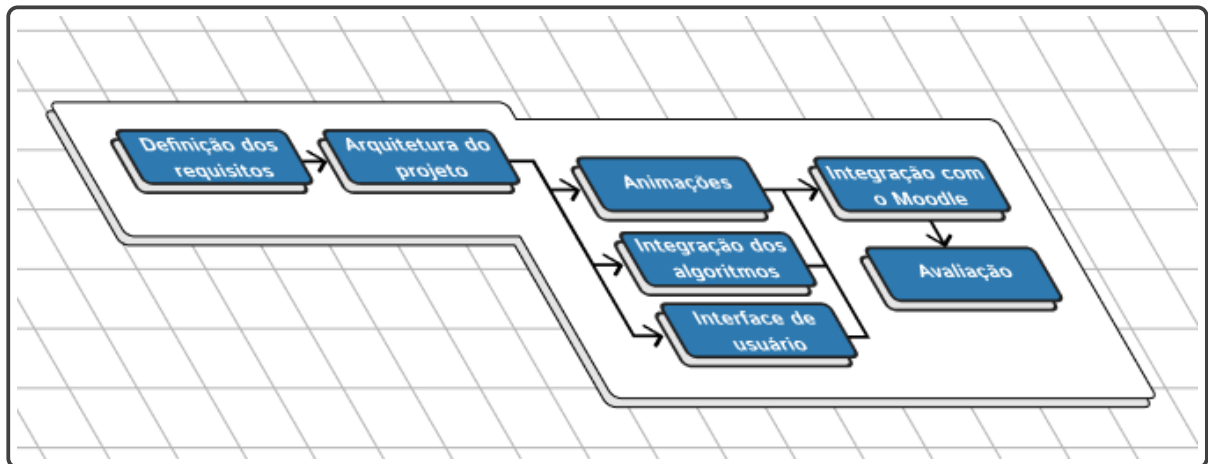 Definição dos
requisitos
Arquitetura do
projeto
Animações
Integração dos
algoritmos
Interface de
usuário
Integração com
o Moodle
Avaliação